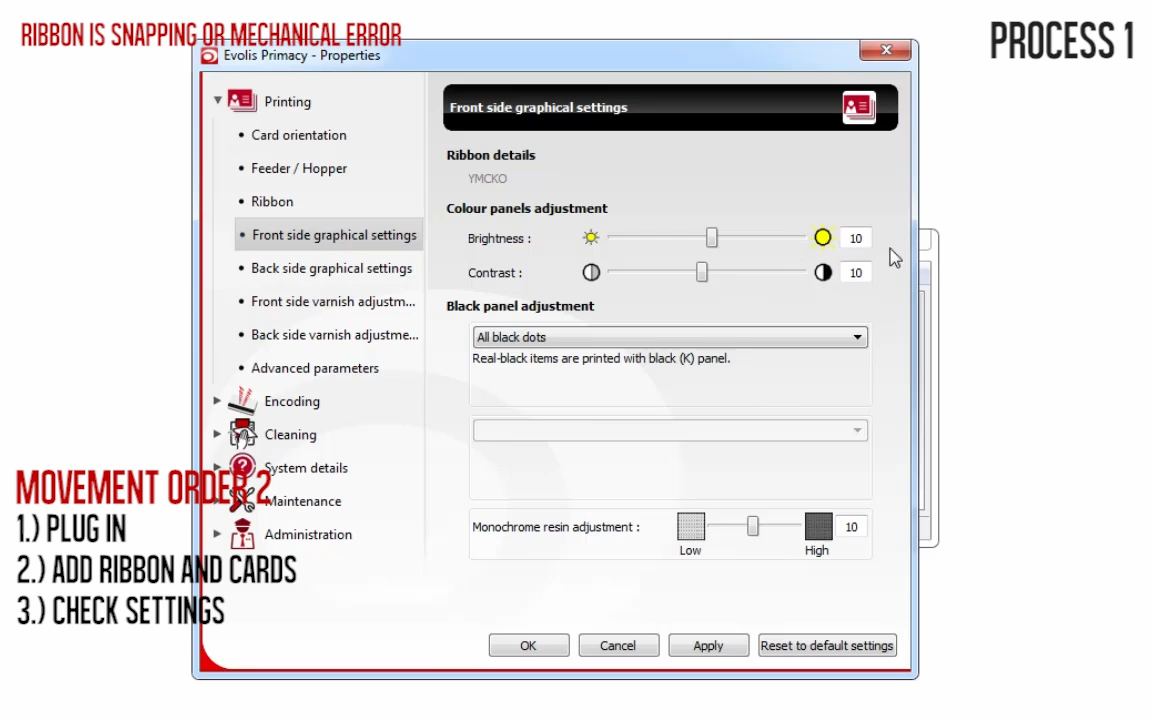 RIBBON IS SNAPPING OR MECHANICAL ERROR
PROCESS 1
Evolis Primacy - Properties
Printing
Card orientation
Feeder / Hopper
Ribbon
Front side graphical settings
Back side graphical settings
Front side varnish adjustm...
Back side varnish adjustme...
Advanced parameters
Encoding
Cleaning
System details
Maintenance
Administration
Front side graphical settings
Ribbon details
YMCKO
Colour panels adjustment
Brightness : 10
Contrast : 10
Black panel adjustment
All black dots
Real-black items are printed with black (K) panel.
Monochrome resin adjustment : 10
Low High
OK Cancel Apply Reset to default settings
MOVEMENT ORDER 2
1.) PLUG IN
2.) ADD RIBBON AND CARDS
3.) CHECK SETTINGS